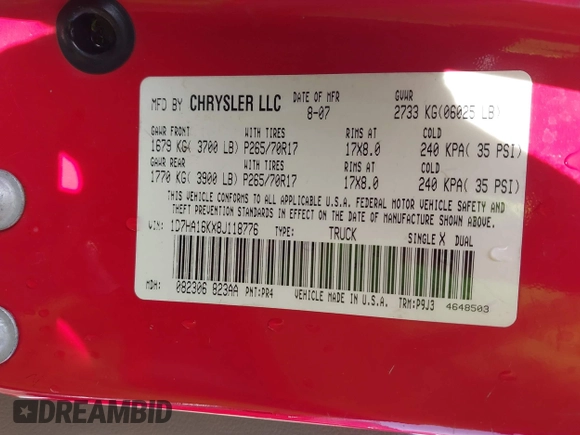 MFD BY CHRYSLER LLC DATE OF MFR 8-07 GVWR 2733 KG(06025 LB)
GAWR FRONT WITH TIRES RIMS AT COLD
1679 KG( 3700 LB) P265/70R17 17X8.0 240 KPA( 35 PSI)
GAWR REAR WITH TIRES RIMS AT COLD
1770 KG( 3900 LB) P265/70R17 17X8.0 240 KPA( 35 PSI)
THIS VEHICLE CONFORMS TO ALL APPLICABLE U.S.A. FEDERAL MOTOR VEHICLE SAFETY AND
THEFT PREVENTION STANDARDS IN EFFECT ON THE DATE OF MANUFACTURE SHOWN ABOVE.
VIN: 1D7HA16KX8J118776 TYPE: TRUCK SINGLE X DUAL
MDH: 082306 823AA PNT:PR4 VEHICLE MADE IN U.S.A. TRM:P9J3 4648503
DREAMBID